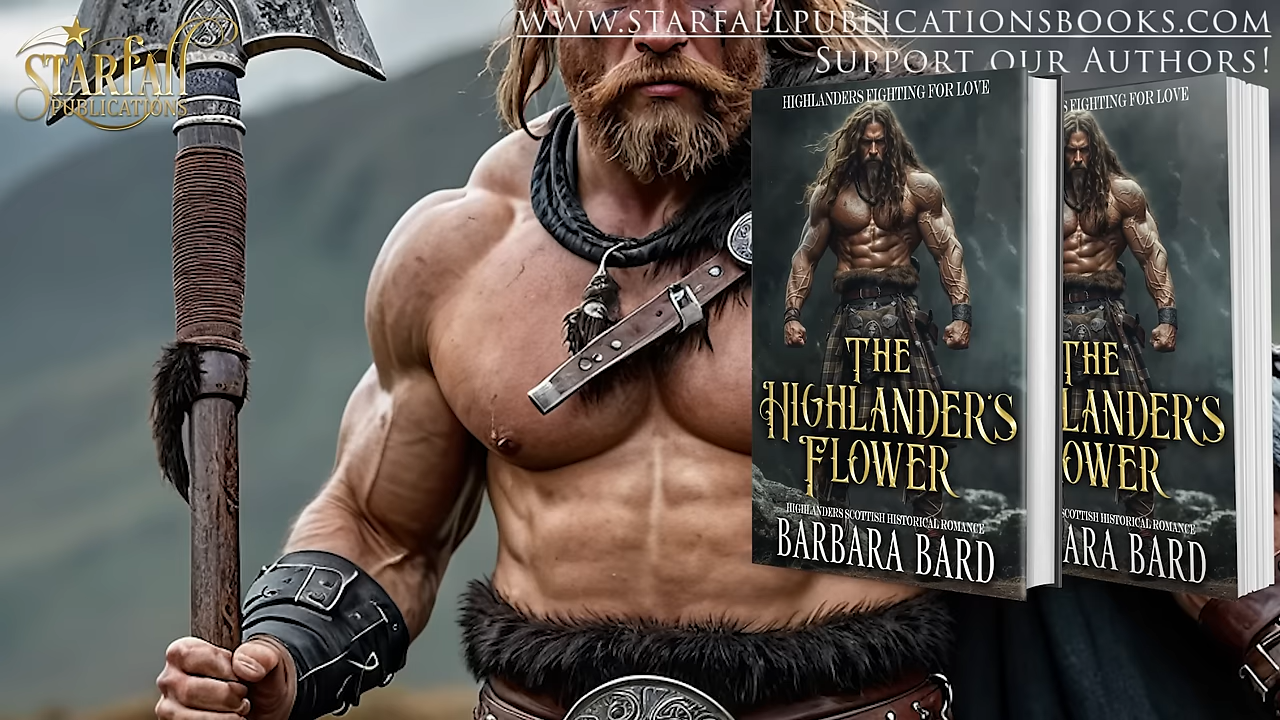 STARFALL
PUBLICATIONS
WWW.STARFALLPUBLICATIONSBOOKS.COM
SUPPORT OUR AUTHORS!
HIGHLANDERS FIGHTING FOR LOVE
THE
HIGHLANDER'S
FLOWER
HIGHLANDERS SCOTTISH HISTORICAL ROMANCE
BARBARA BARD
S FIGHTING FOR LOVE
THE
LANDER'S
OWER
SCOTTISH HISTORICAL ROMANCE
ARA BARD